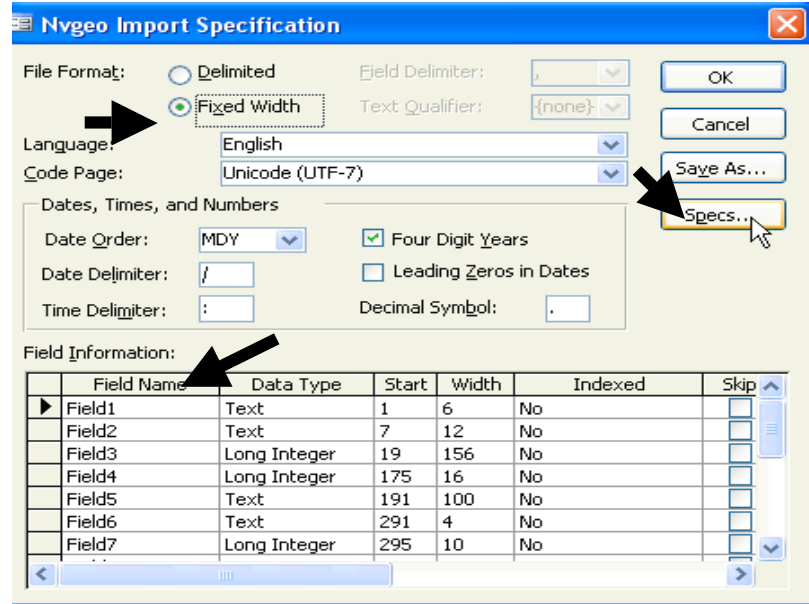 Nvgeo Import Specification
File Format: Delimited Field Delimiter: , OK
Fixed Width Text Qualifier: {none} Cancel
Language: English
Code Page: Unicode (UTF-7) Save As...
Dates, Times, and Numbers Specs...
Date Order: MDY Four Digit Years
Date Delimiter: / Leading Zeros in Dates
Time Delimiter: : Decimal Symbol: .
Field Information:
Field Name Data Type Start Width Indexed Skip
Field1 Text 1 6 No
Field2 Text 7 12 No
Field3 Long Integer 19 156 No
Field4 Long Integer 175 16 No
Field5 Text 191 100 No
Field6 Text 291 4 No
Field7 Long Integer 295 10 No